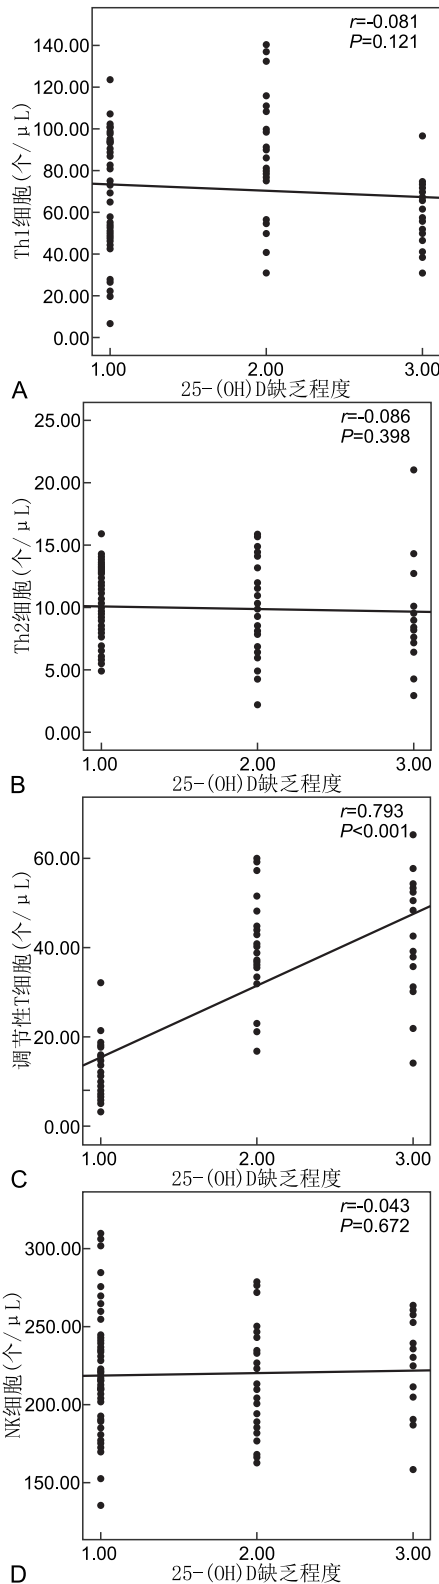 r=-0.081
P=0.121
140.00
120.00
100.00
80.00
60.00
40.00
20.00
0.00
Th1细胞(个/μL)
1.00 2.00 3.00
25-(OH)D缺乏程度
A
r=-0.086
P=0.398
25.00
20.00
15.00
10.00
5.00
0.00
Th2细胞(个/μL)
1.00 2.00 3.00
25-(OH)D缺乏程度
B
r=0.793
P<0.001
60.00
40.00
20.00
0.00
调节性T细胞(个/μL)
1.00 2.00 3.00
25-(OH)D缺乏程度
C
r=-0.043
P=0.672
300.00
250.00
200.00
150.00
NK细胞(个/μL)
1.00 2.00 3.00
25-(OH)D缺乏程度
D